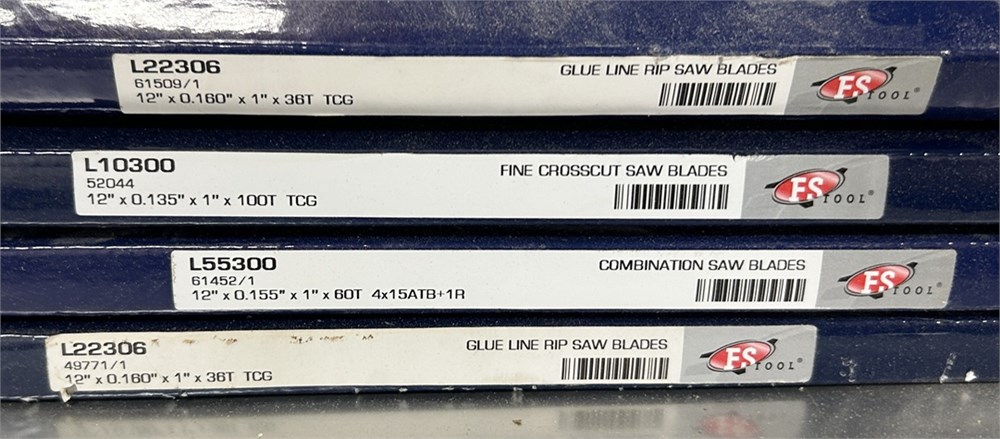 L22306
61509/1
12" x 0.160" x 1" x 36T TCG
GLUE LINE RIP SAW BLADES
FS TOOL®
L10300
52044
12" x 0.135" x 1" x 100T TCG
FINE CROSSCUT SAW BLADES
FS TOOL®
L55300
61452/1
12" x 0.155" x 1" x 60T 4x15ATB+1R
COMBINATION SAW BLADES
FS TOOL®
L22306
49771/1
12" x 0.160" x 1" x 36T TCG
GLUE LINE RIP SAW BLADES
FS TOOL®